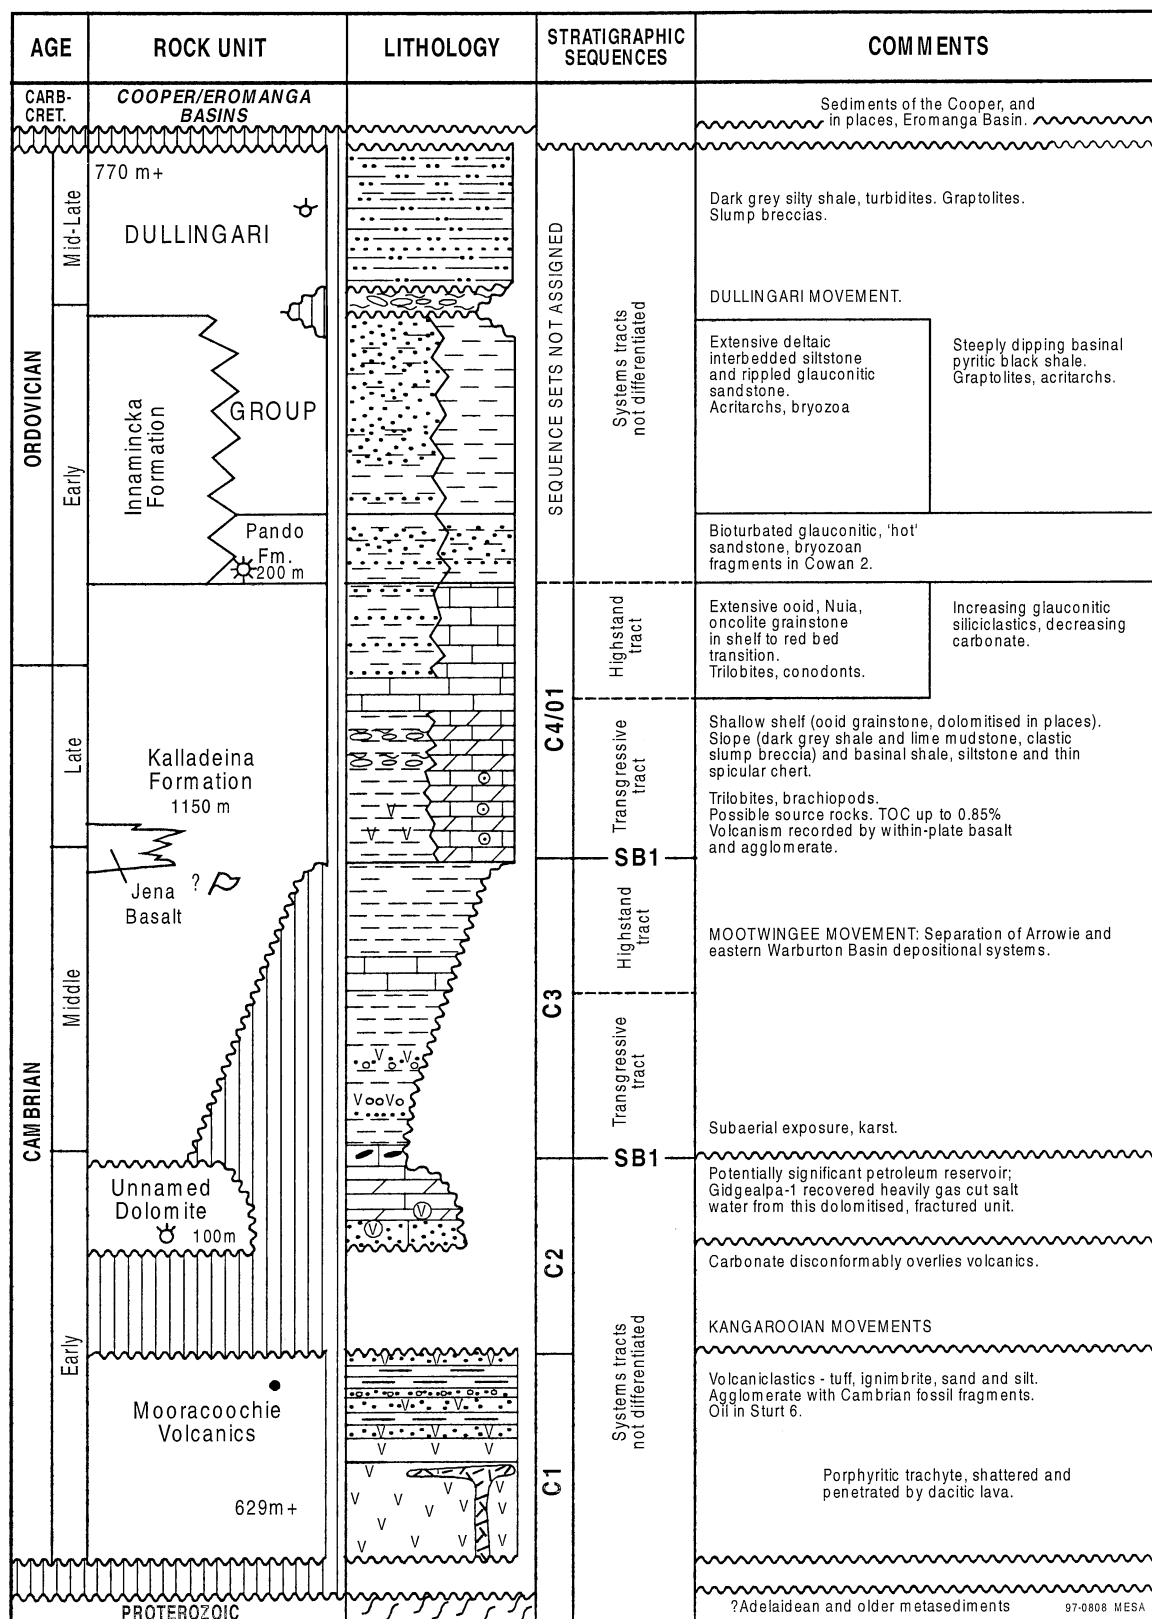 AGE
ROCK UNIT
LITHOLOGY
STRATIGRAPHIC
SEQUENCES
COMMENTS
CARB-
CRET.
COOPER/EROMANGA
BASINS
Sediments of the Cooper, and
in places, Eromanga Basin.
ORDOVICIAN
Mid-Late
Early
770 m+
DULLINGARI
GROUP
Innamincka
Formation
Pando
Fm.
200 m
SEQUENCE SETS NOT ASSIGNED
Systems tracts
not differentiated
Dark grey silty shale, turbidites. Graptolites.
Slump breccias.
DULLINGARI MOVEMENT.
Extensive deltaic
interbedded siltstone
and rippled glauconitic
sandstone.
Acritarchs, bryozoa
Steeply dipping basinal
pyritic black shale.
Graptolites, acritarchs.
Bioturbated glauconitic, 'hot'
sandstone, bryozoan
fragments in Cowan 2.
CAMBRIAN
Late
Middle
Early
Kalladeina
Formation
1150 m
Jena
Basalt
?
C4/01
Highstand
tract
Transgressive
tract
Extensive ooid, Nuia,
oncolite grainstone
in shelf to red bed
transition.
Trilobites, conodonts.
Increasing glauconitic
siliciclastics, decreasing
carbonate.
Shallow shelf (ooid grainstone, dolomitised in places).
Slope (dark grey shale and lime mudstone, clastic
slump breccia) and basinal shale, siltstone and thin
spicular chert.
Trilobites, brachiopods.
Possible source rocks. TOC up to 0.85%
Volcanism recorded by within-plate basalt
and agglomerate.
V
V V
SB1
C3
Highstand
tract
Transgressive
tract
MOOTWINGEE MOVEMENT: Separation of Arrowie and
eastern Warburton Basin depositional systems.
V V
V V
Subaerial exposure, karst.
SB1
Unnamed
Dolomite
100m
V
V
C2
Potentially significant petroleum reservoir;
Gidgealpa-1 recovered heavily gas cut salt
water from this dolomitised, fractured unit.
Carbonate disconformably overlies volcanics.
KANGAROOIAN MOVEMENTS
Systems tracts
not differentiated
Mooracoochie
Volcanics
629m+
V V V
V V
V V V
V V V
V
V V V
V V V
V V
C1
Volcaniclastics - tuff, ignimbrite, sand and silt.
Agglomerate with Cambrian fossil fragments.
Oil in Sturt 6.
Porphyritic trachyte, shattered and
penetrated by dacitic lava.
PROTEROZOIC
?Adelaidean and older metasediments
97-0808 MESA